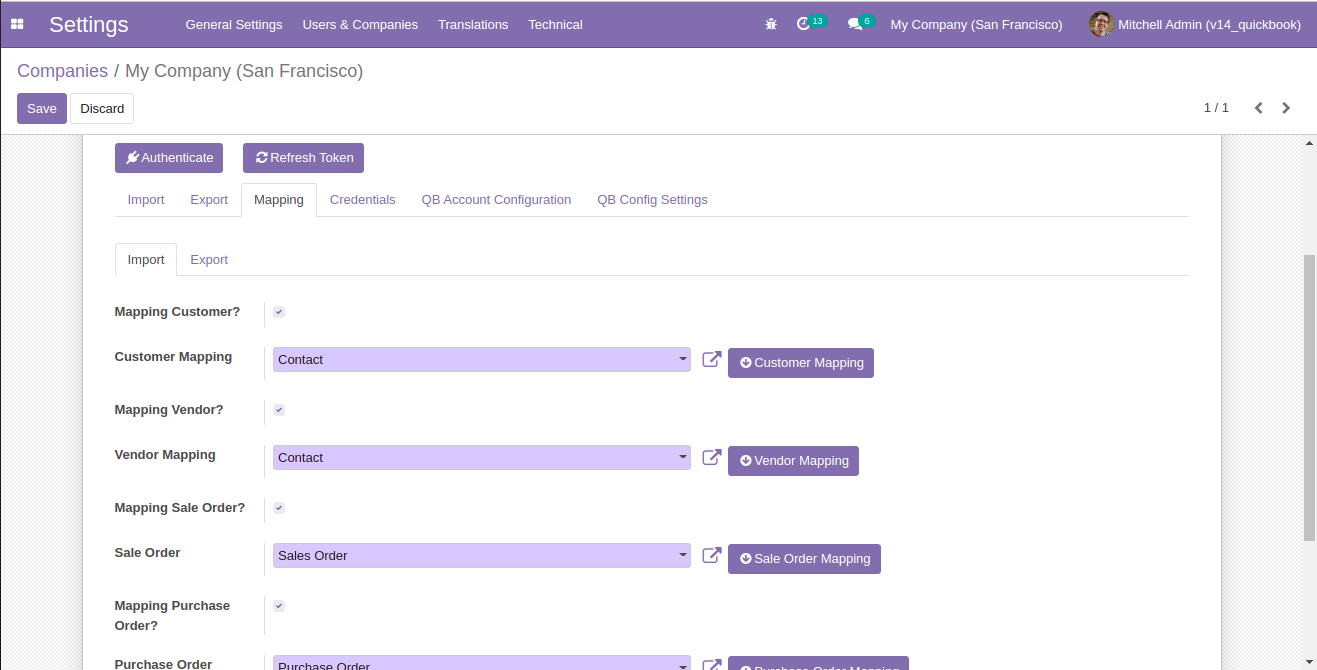 Settings General Settings Users & Companies Translations Technical 13 6 My Company (San Francisco) Mitchell Admin (v14_quickbook)
Companies / My Company (San Francisco)
Save Discard 1 / 1
Authenticate Refresh Token
Import Export Mapping Credentials QB Account Configuration QB Config Settings
Import Export
Mapping Customer?
Customer Mapping Contact Customer Mapping
Mapping Vendor?
Vendor Mapping Contact Vendor Mapping
Mapping Sale Order?
Sale Order Sales Order Sale Order Mapping
Mapping Purchase
Order?
Purchase Order Purchase Order Purchase Order Mapping